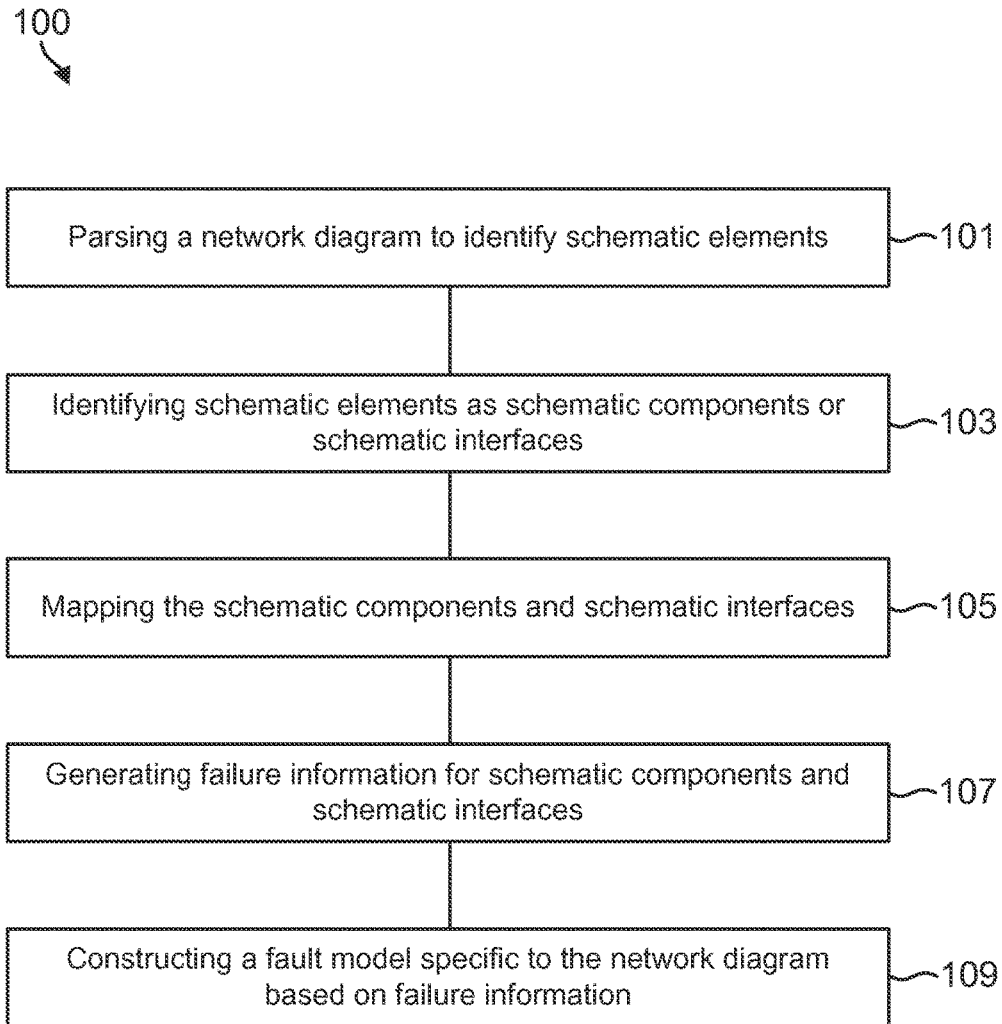 100
Parsing a network diagram to identify schematic elements
101
Identifying schematic elements as schematic components or
schematic interfaces
103
Mapping the schematic components and schematic interfaces
105
Generating failure information for schematic components and
schematic interfaces
107
Constructing a fault model specific to the network diagram
based on failure information
109